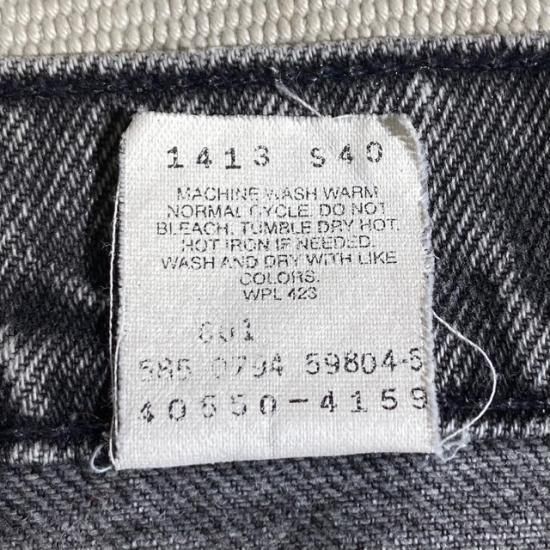 1413 S40
MACHINE WASH WARM
NORMAL CYCLE. DO NOT
BLEACH. TUMBLE DRY HOT.
HOT IRON IF NEEDED.
WASH AND DRY WITH LIKE
COLORS.
WPL 423
585 0794 59804-5
40550-4159